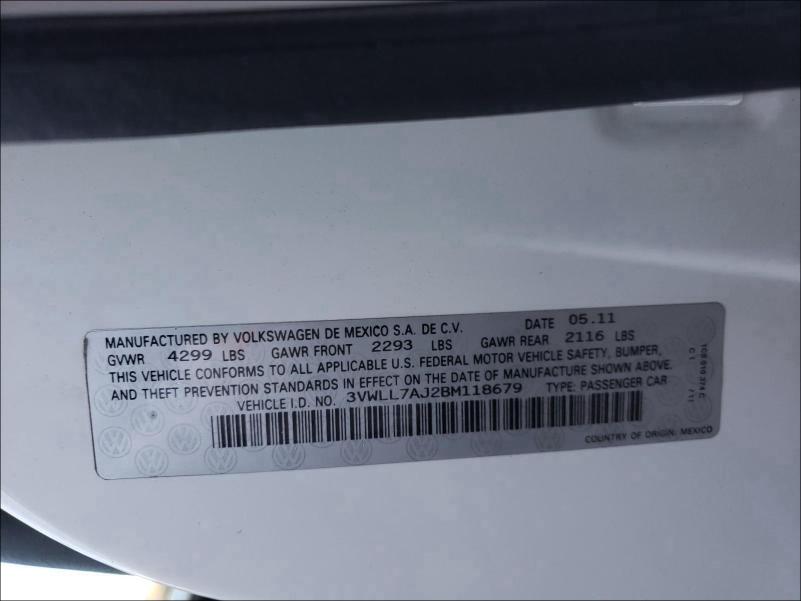 MANUFACTURED BY VOLKSWAGEN DE MEXICO S.A. DE C.V. DATE 05.11
GVWR 4299 LBS GAWR FRONT 2293 LBS GAWR REAR 2116 LBS
THIS VEHICLE CONFORMS TO ALL APPLICABLE U.S. FEDERAL MOTOR VEHICLE SAFETY, BUMPER,
AND THEFT PREVENTION STANDARDS IN EFFECT ON THE DATE OF MANUFACTURE SHOWN ABOVE.
VEHICLE I.D. NO. 3VWLL7AJ2BM118679 TYPE: PASSENGER CAR
COUNTRY OF ORIGIN: MEXICO